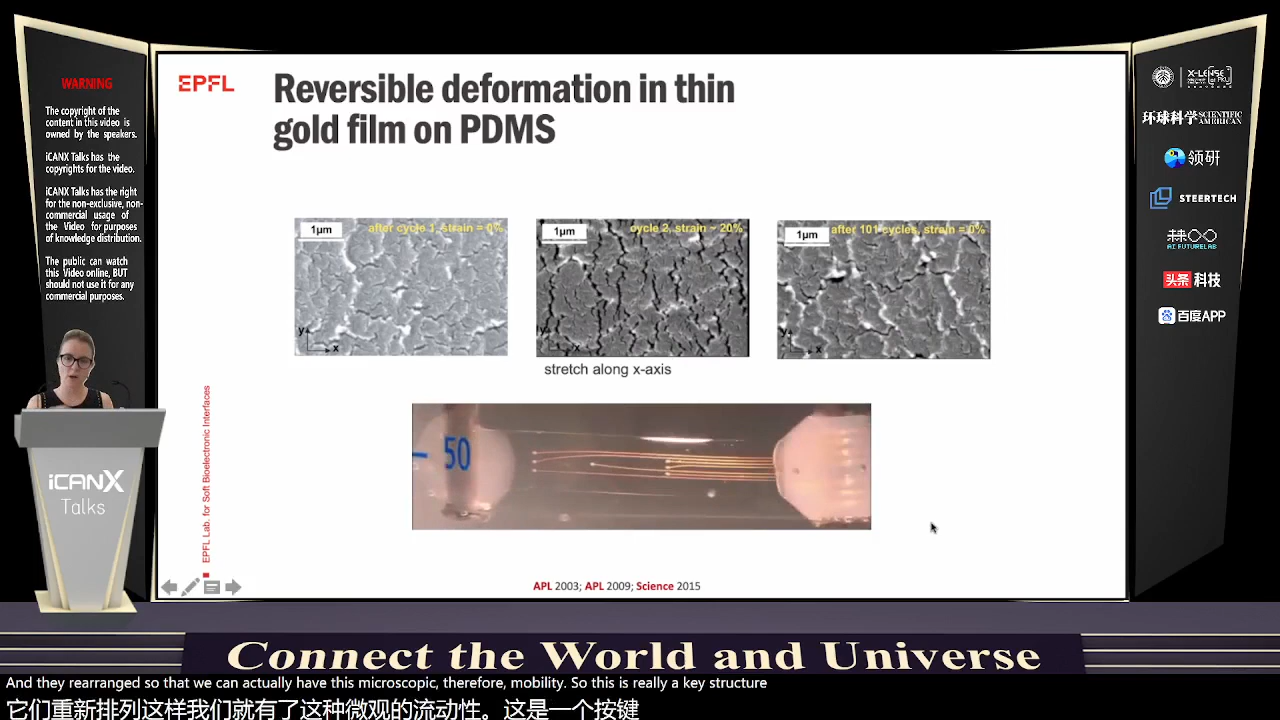 WARNING
The copyright of the
content in this video is
owned by the speakers.
iCANX Talks has the
copyrights for the video.
iCANX Talks has the right
for the non-exclusive, non-
commercial usage of
the Video for purposes
of knowledge distribution.
The public can watch
this Video online, BUT
should not use it for any
commercial purposes.
EPFL
Reversible deformation in thin
gold film on PDMS
1µm
after cycle 1, strain = 0%
y
x
1µm
cycle 2, strain ~ 20%
y
x
1µm
after 101 cycles, strain = 0%
y
x
stretch along x-axis
50
EPFL Lab. for Soft Bioelectronic Interfaces
APL 2003; APL 2009; Science 2015
环球科学 SCIENTIFIC AMERICAN
领研
STEERTECH
AI FUTURELAB
头条 科技
百度APP
iCANX
Talks
Connect the World and Universe
And they rearranged so that we can actually have this microscopic, therefore, mobility. So this is really a key structure
它们重新排列这样我们就有了这种微观的流动性。这是一个按键